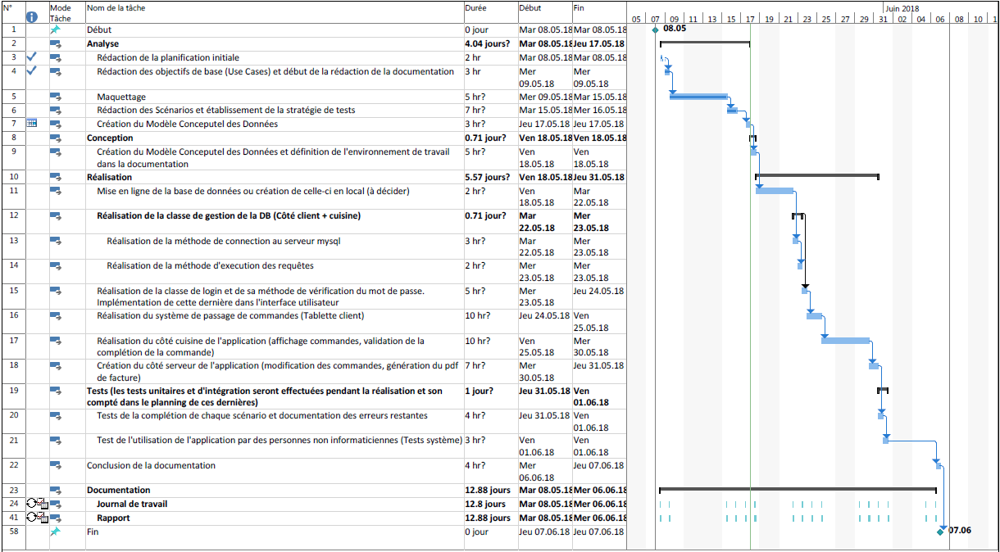 N° Mode Tâche Nom de la tâche Durée Début Fin
Juin 2018
05 07 09 11 13 15 17 19 21 23 25 27 29 31 02 04 06 08 10 1
1 Début 0 jour Mar 08.05.18 Mar 08.05.18 08.05
2 Analyse 4.04 jours? Mar 08.05.18 Jeu 17.05.18
3 Rédaction de la planification initiale 2 hr Mar 08.05.18 Mar 08.05.18
4 Rédaction des objectifs de base (Use Cases) et début de la rédaction de la documentation 3 hr Mer 09.05.18 Mer 09.05.18
5 Maquettage 5 hr? Mer 09.05.18 Mar 15.05.18
6 Rédaction des Scénarios et établissement de la stratégie de tests 7 hr? Mar 15.05.18 Mer 16.05.18
7 Création du Modèle Conceputel des Données 3 hr? Jeu 17.05.18 Jeu 17.05.18
8 Conception 0.71 jour? Ven 18.05.18 Ven 18.05.18
9 Création du Modèle Conceputel des Données et définition de l'environnement de travail dans la documentation 5 hr? Ven 18.05.18 Ven 18.05.18
10 Réalisation 5.57 jours? Ven 18.05.18 Jeu 31.05.18
11 Mise en ligne de la base de données ou création de celle-ci en local (à décider) 2 hr? Ven 18.05.18 Mar 22.05.18
12 Réalisation de la classe de gestion de la DB (Côté client + cuisine) 0.71 jour? Mar 22.05.18 Mer 23.05.18
13 Réalisation de la méthode de connection au serveur mysql 3 hr? Mar 22.05.18 Mer 23.05.18
14 Réalisation de la méthode d'execution des requêtes 2 hr? Mer 23.05.18 Mer 23.05.18
15 Réalisation de la classe de login et de sa méthode de vérification du mot de passe. Implémentation de cette dernière dans l'interface utilisateur 5 hr? Mer 23.05.18 Jeu 24.05.18
16 Réalisation du système de passage de commandes (Tablette client) 10 hr? Jeu 24.05.18 Ven 25.05.18
17 Réalisation du côté cuisine de l'application (affichage commandes, validation de la complétion de la commande) 10 hr? Ven 25.05.18 Mer 30.05.18
18 Création du côté serveur de l'application (modification des commandes, génération du pdf de facture) 7 hr? Mer 30.05.18 Jeu 31.05.18
19 Tests (les tests unitaires et d'intégration seront effectuées pendant la réalisation et son compté dans le planning de ces dernières) 1 jour? Jeu 31.05.18 Ven 01.06.18
20 Tests de la complétion de chaque scénario et documentation des erreurs restantes 4 hr? Jeu 31.05.18 Ven 01.06.18
21 Test de l'utilisation de l'application par des personnes non informaticiennes (Tests système) 3 hr? Ven 01.06.18 Ven 01.06.18
22 Conclusion de la documentation 4 hr? Mer 06.06.18 Jeu 07.06.18
23 Documentation 12.88 jours Mar 08.05.18 Mer 06.06.18
24 Journal de travail 12.8 jours Mar 08.05.18 Mer 06.06.18
41 Rapport 12.88 jours Mar 08.05.18 Mer 06.06.18
58 Fin 0 jour Jeu 07.06.18 Jeu 07.06.18 07.06